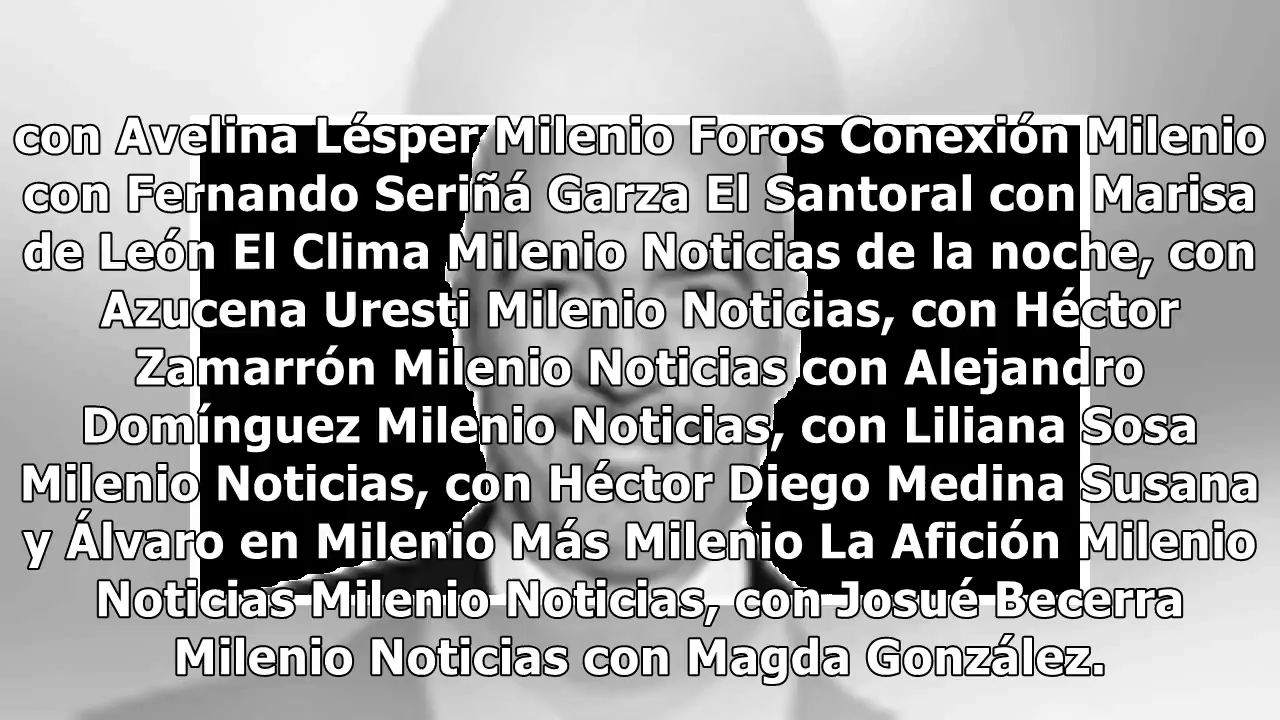 con Avelina Lésper Milenio Foros Conexión Milenio
con Fernando Seriñá Garza El Santoral con Marisa
de León El Clima Milenio Noticias de la noche, con
Azucena Uresti Milenio Noticias, con Héctor
Zamarrón Milenio Noticias con Alejandro
Domínguez Milenio Noticias, con Liliana Sosa
Milenio Noticias, con Héctor Diego Medina Susana
y Álvaro en Milenio Más Milenio La Afición Milenio
Noticias Milenio Noticias, con Josué Becerra
Milenio Noticias con Magda González.